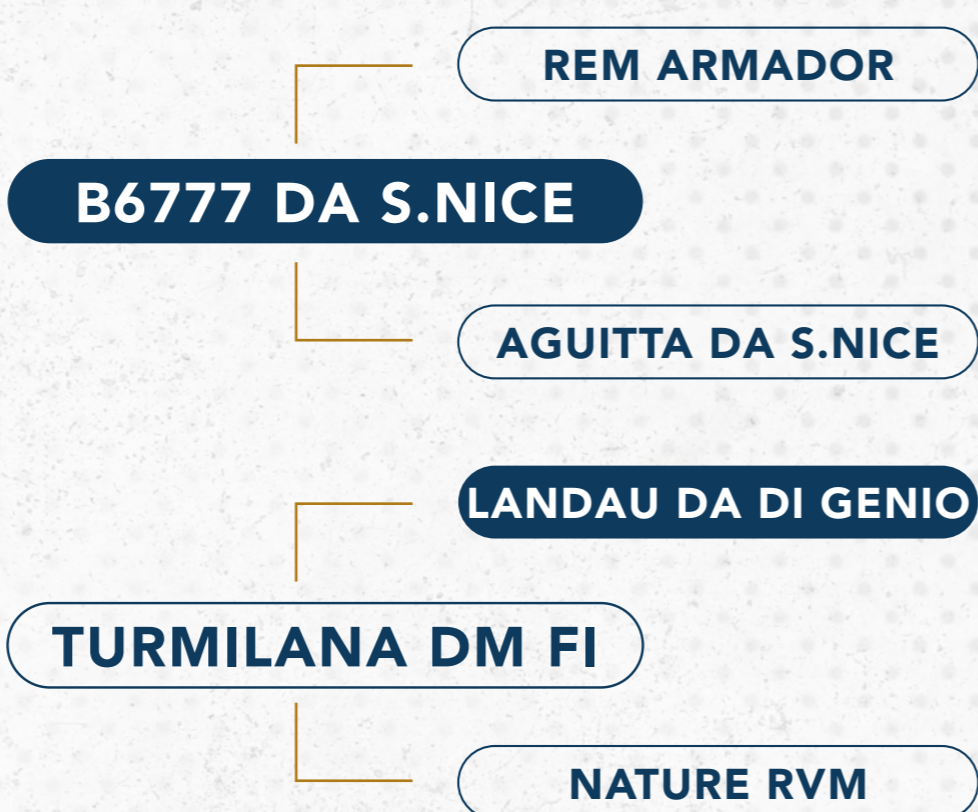 REM ARMADOR
B6777 DA S.NICE
AGUITTA DA S.NICE
LANDAU DA DI GENIO
TURMILANA DM FI
NATURE RVM